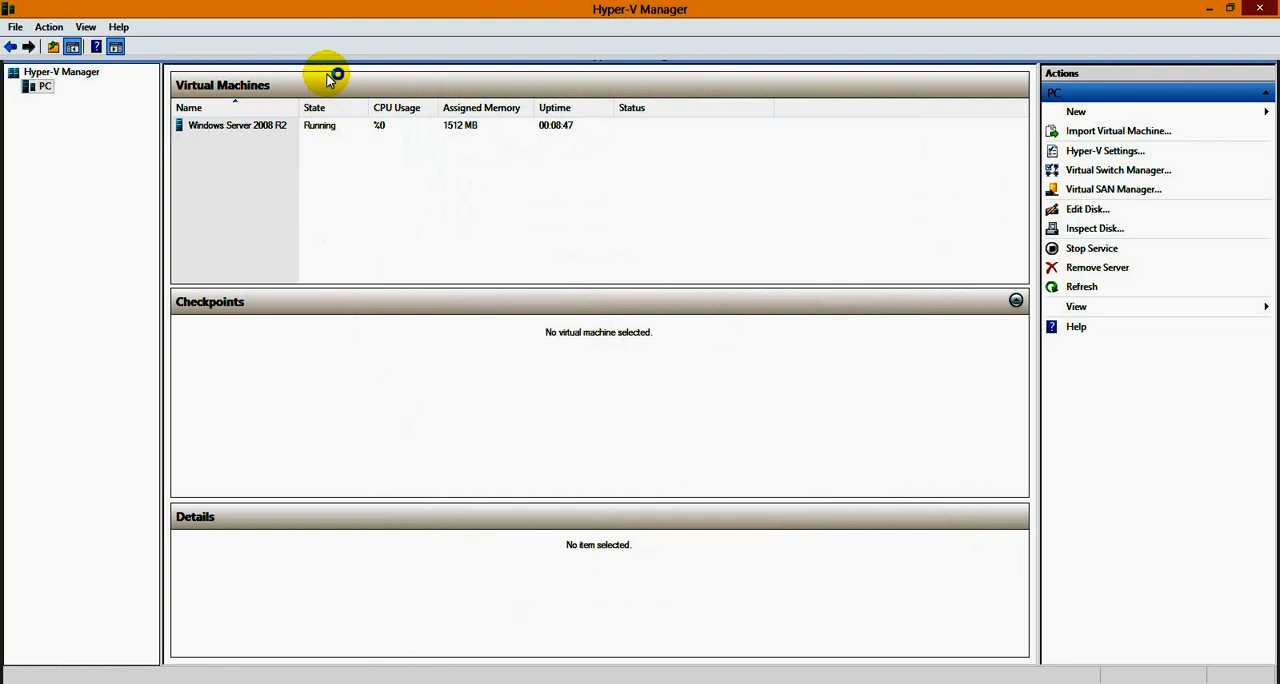 Hyper-V Manager
File Action View Help
Hyper-V Manager
PC
Virtual Machines
Name State CPU Usage Assigned Memory Uptime Status
Windows Server 2008 R2 Running %0 1512 MB 00:08:47
Checkpoints
No virtual machine selected.
Details
No item selected.
Actions
PC
New
Import Virtual Machine...
Hyper-V Settings...
Virtual Switch Manager...
Virtual SAN Manager...
Edit Disk...
Inspect Disk...
Stop Service
Remove Server
Refresh
View
Help